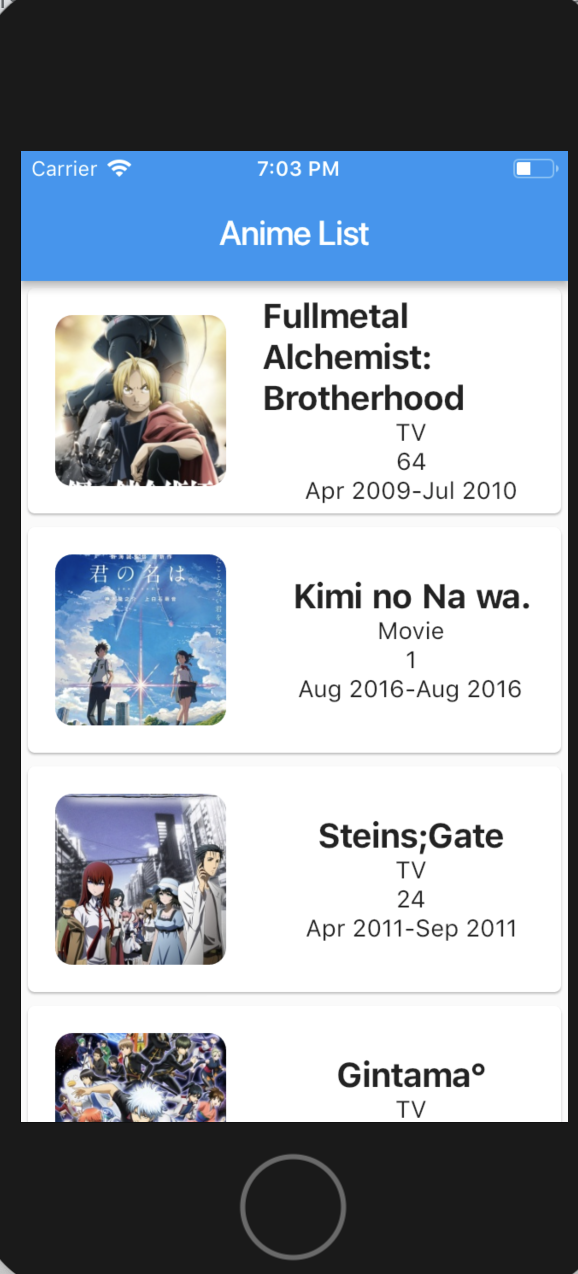 Carrier 7:03 PM
Anime List
Fullmetal
Alchemist:
Brotherhood
TV
64
Apr 2009-Jul 2010
君の名は
Kimi no Na wa.
Movie
1
Aug 2016-Aug 2016
Steins;Gate
TV
24
Apr 2011-Sep 2011
Gintama°
TV